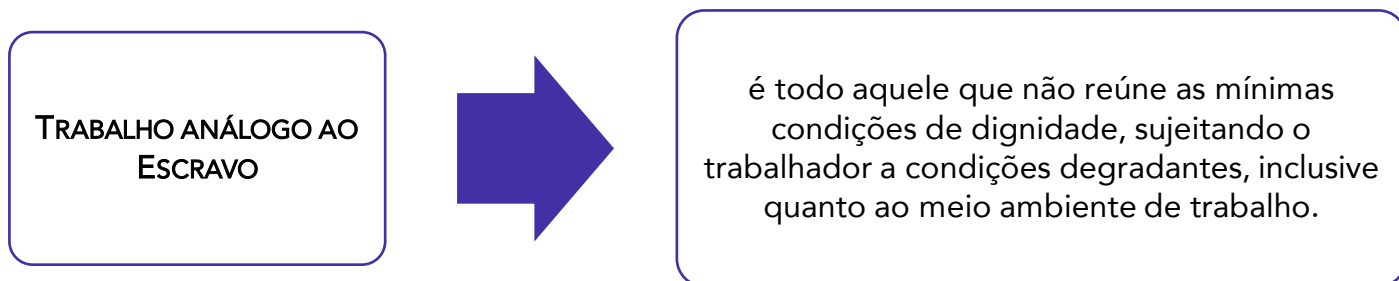 TRABALHO ANÁLOGO AO
ESCRAVO
é todo aquele que não reúne as mínimas
condições de dignidade, sujeitando o
trabalhador a condições degradantes, inclusive
quanto ao meio ambiente de trabalho.